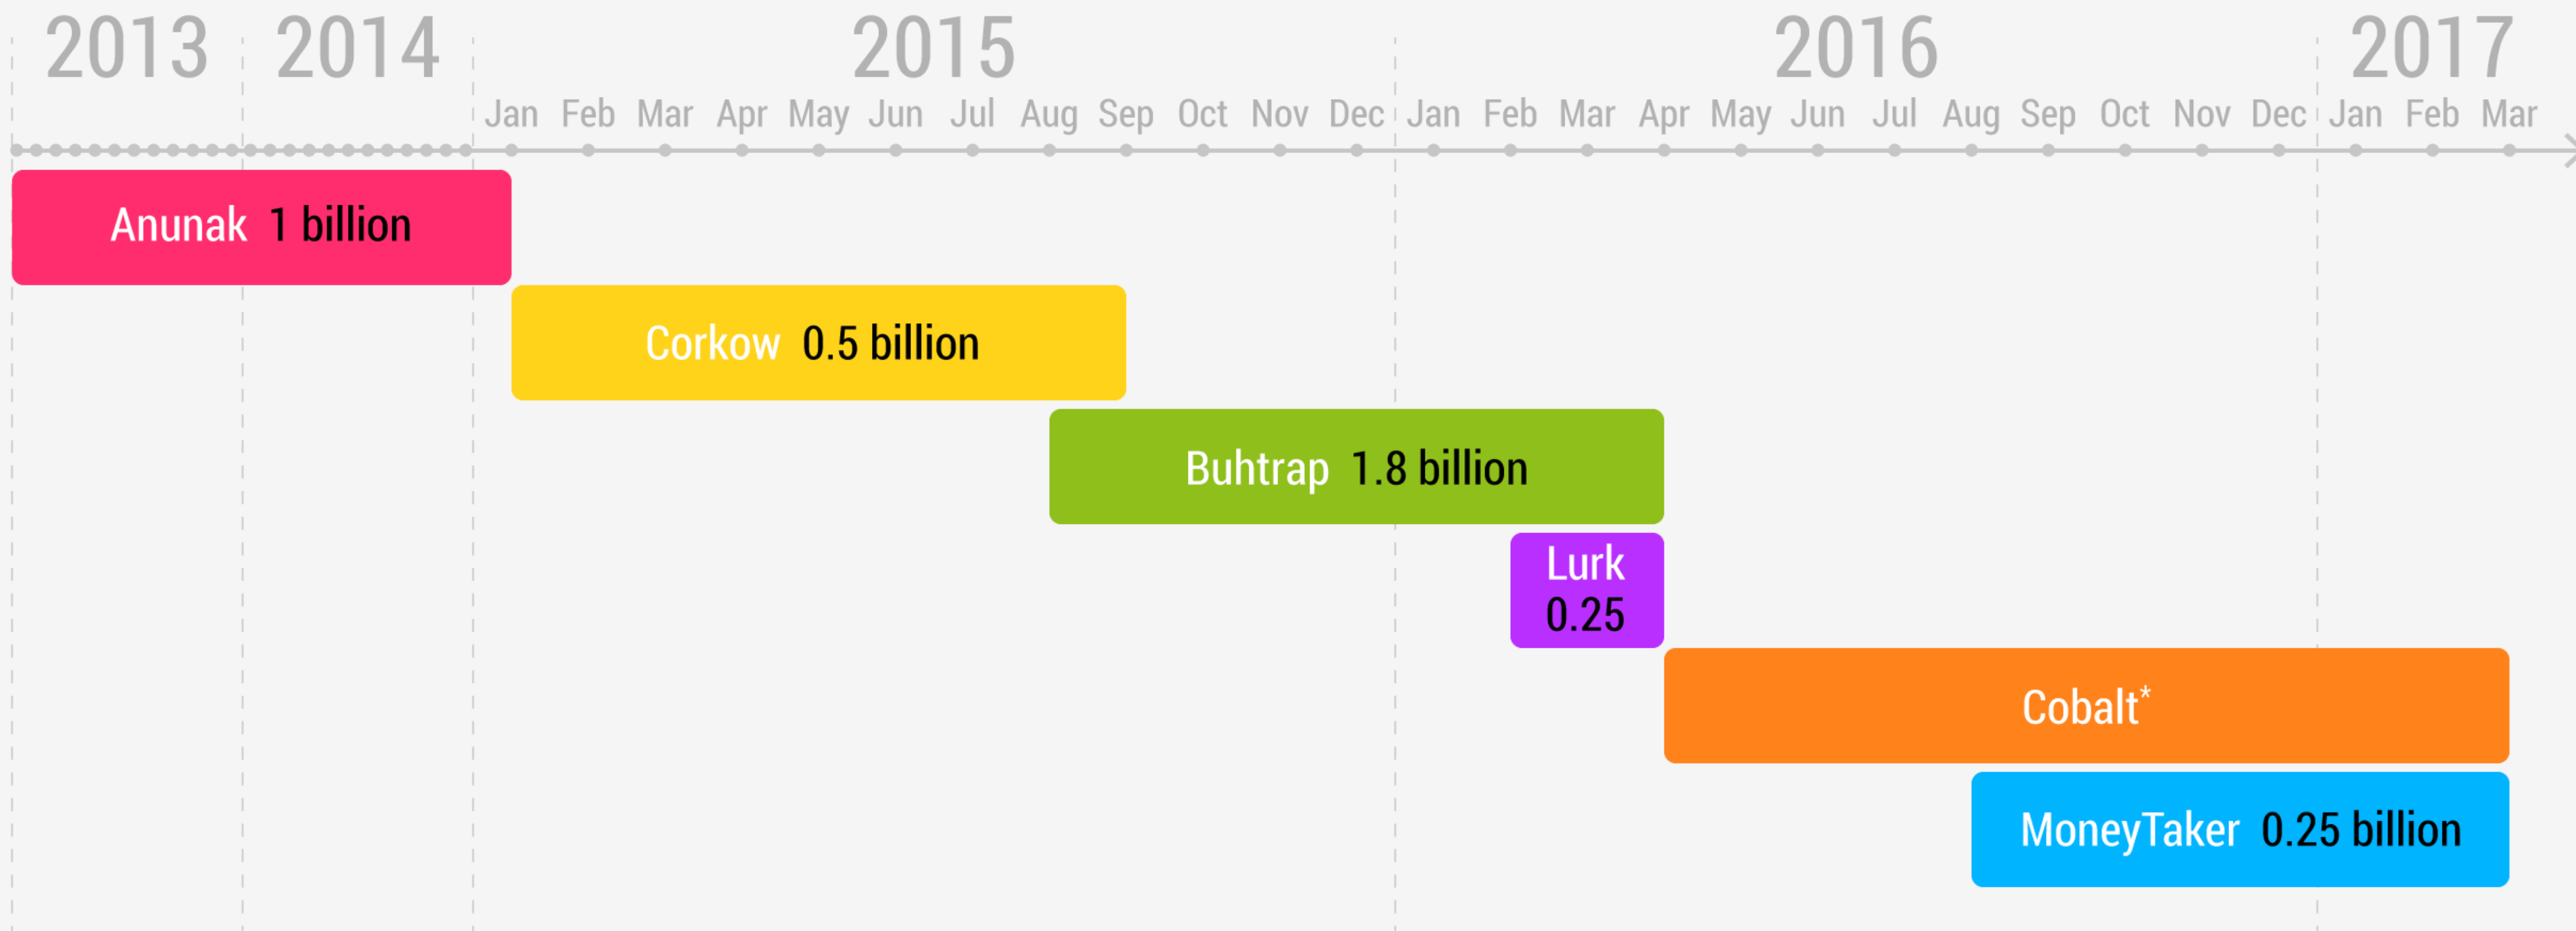 2013 2014 2015 2016 2017
Jan Feb Mar Apr May Jun Jul Aug Sep Oct Nov Dec Jan Feb Mar Apr May Jun Jul Aug Sep Oct Nov Dec Jan Feb Mar
Anunak 1 billion
Corkow 0.5 billion
Buhtrap 1.8 billion
Lurk
0.25
Cobalt*
MoneyTaker 0.25 billion